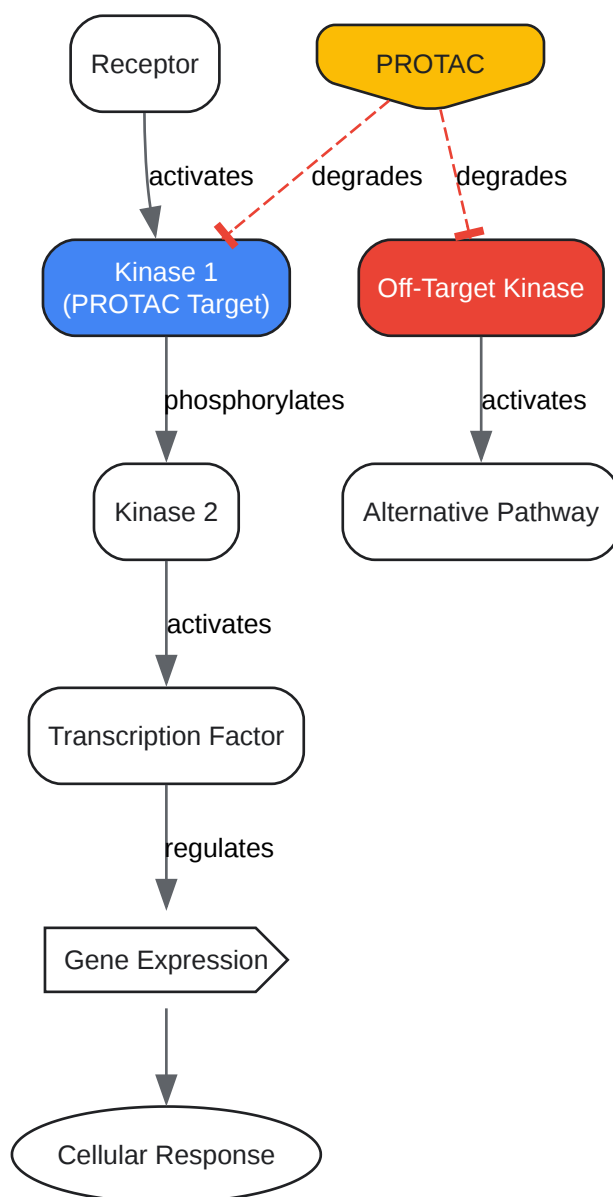 Receptor
PROTAC
activates
degrades
degrades
Kinase 1
(PROTAC Target)
Off-Target Kinase
phosphorylates
activates
Kinase 2
Alternative Pathway
activates
Transcription Factor
regulates
Gene Expression
Cellular Response